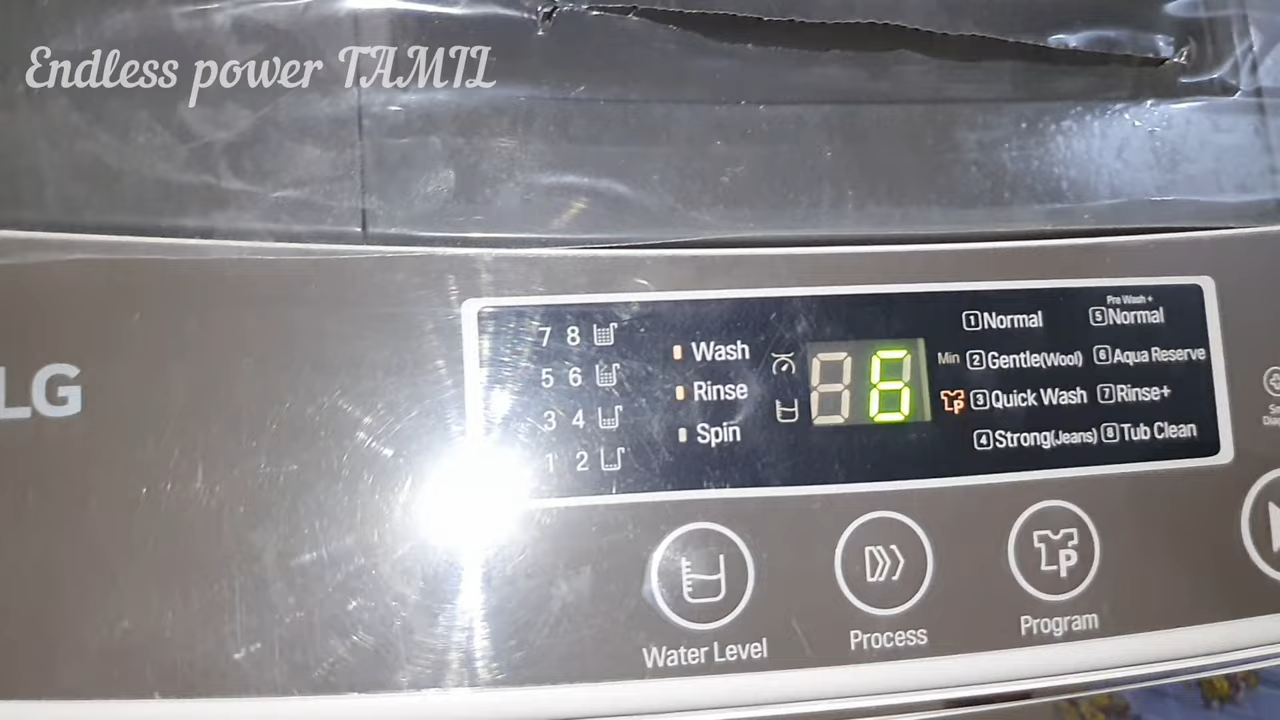 Endless power TAMIL
LG
7 8
5 6
3 4
1 2
Wash
Rinse
Spin
6
Min
1 Normal
2 Gentle(Wool)
3 Quick Wash
4 Strong(Jeans)
Pre Wash +
5 Normal
6 Aqua Reserve
7 Rinse+
8 Tub Clean
Water Level
Process
P
Program